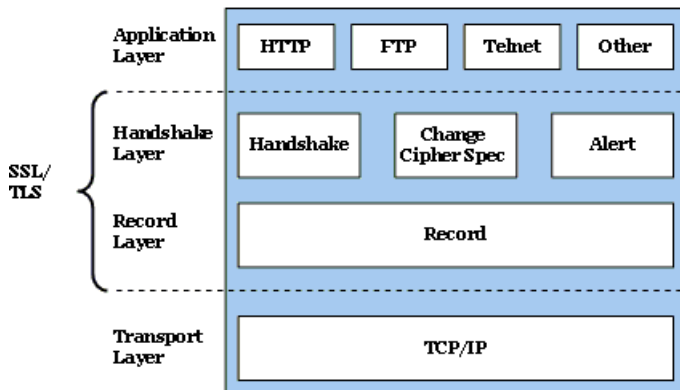 Application
Layer
HTTP
FTP
Telnet
Other
SSL/
TLS
Handshake
Layer
Handshake
Change
Cipher Spec
Alert
Record
Layer
Record
Transport
Layer
TCP/IP